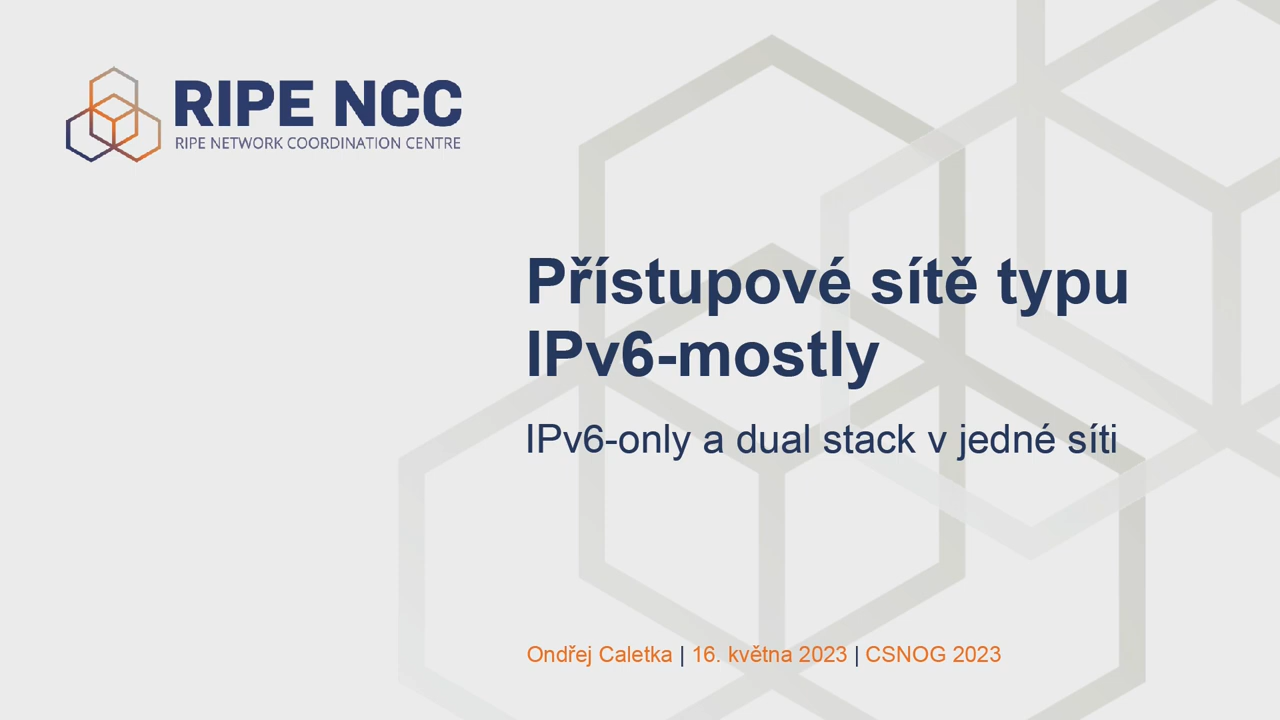 RIPE NCC
RIPE NETWORK COORDINATION CENTRE
Přístupové sítě typu
IPv6-mostly
IPv6-only a dual stack v jedné síti
Ondřej Caletka | 16. května 2023 | CSNOG 2023